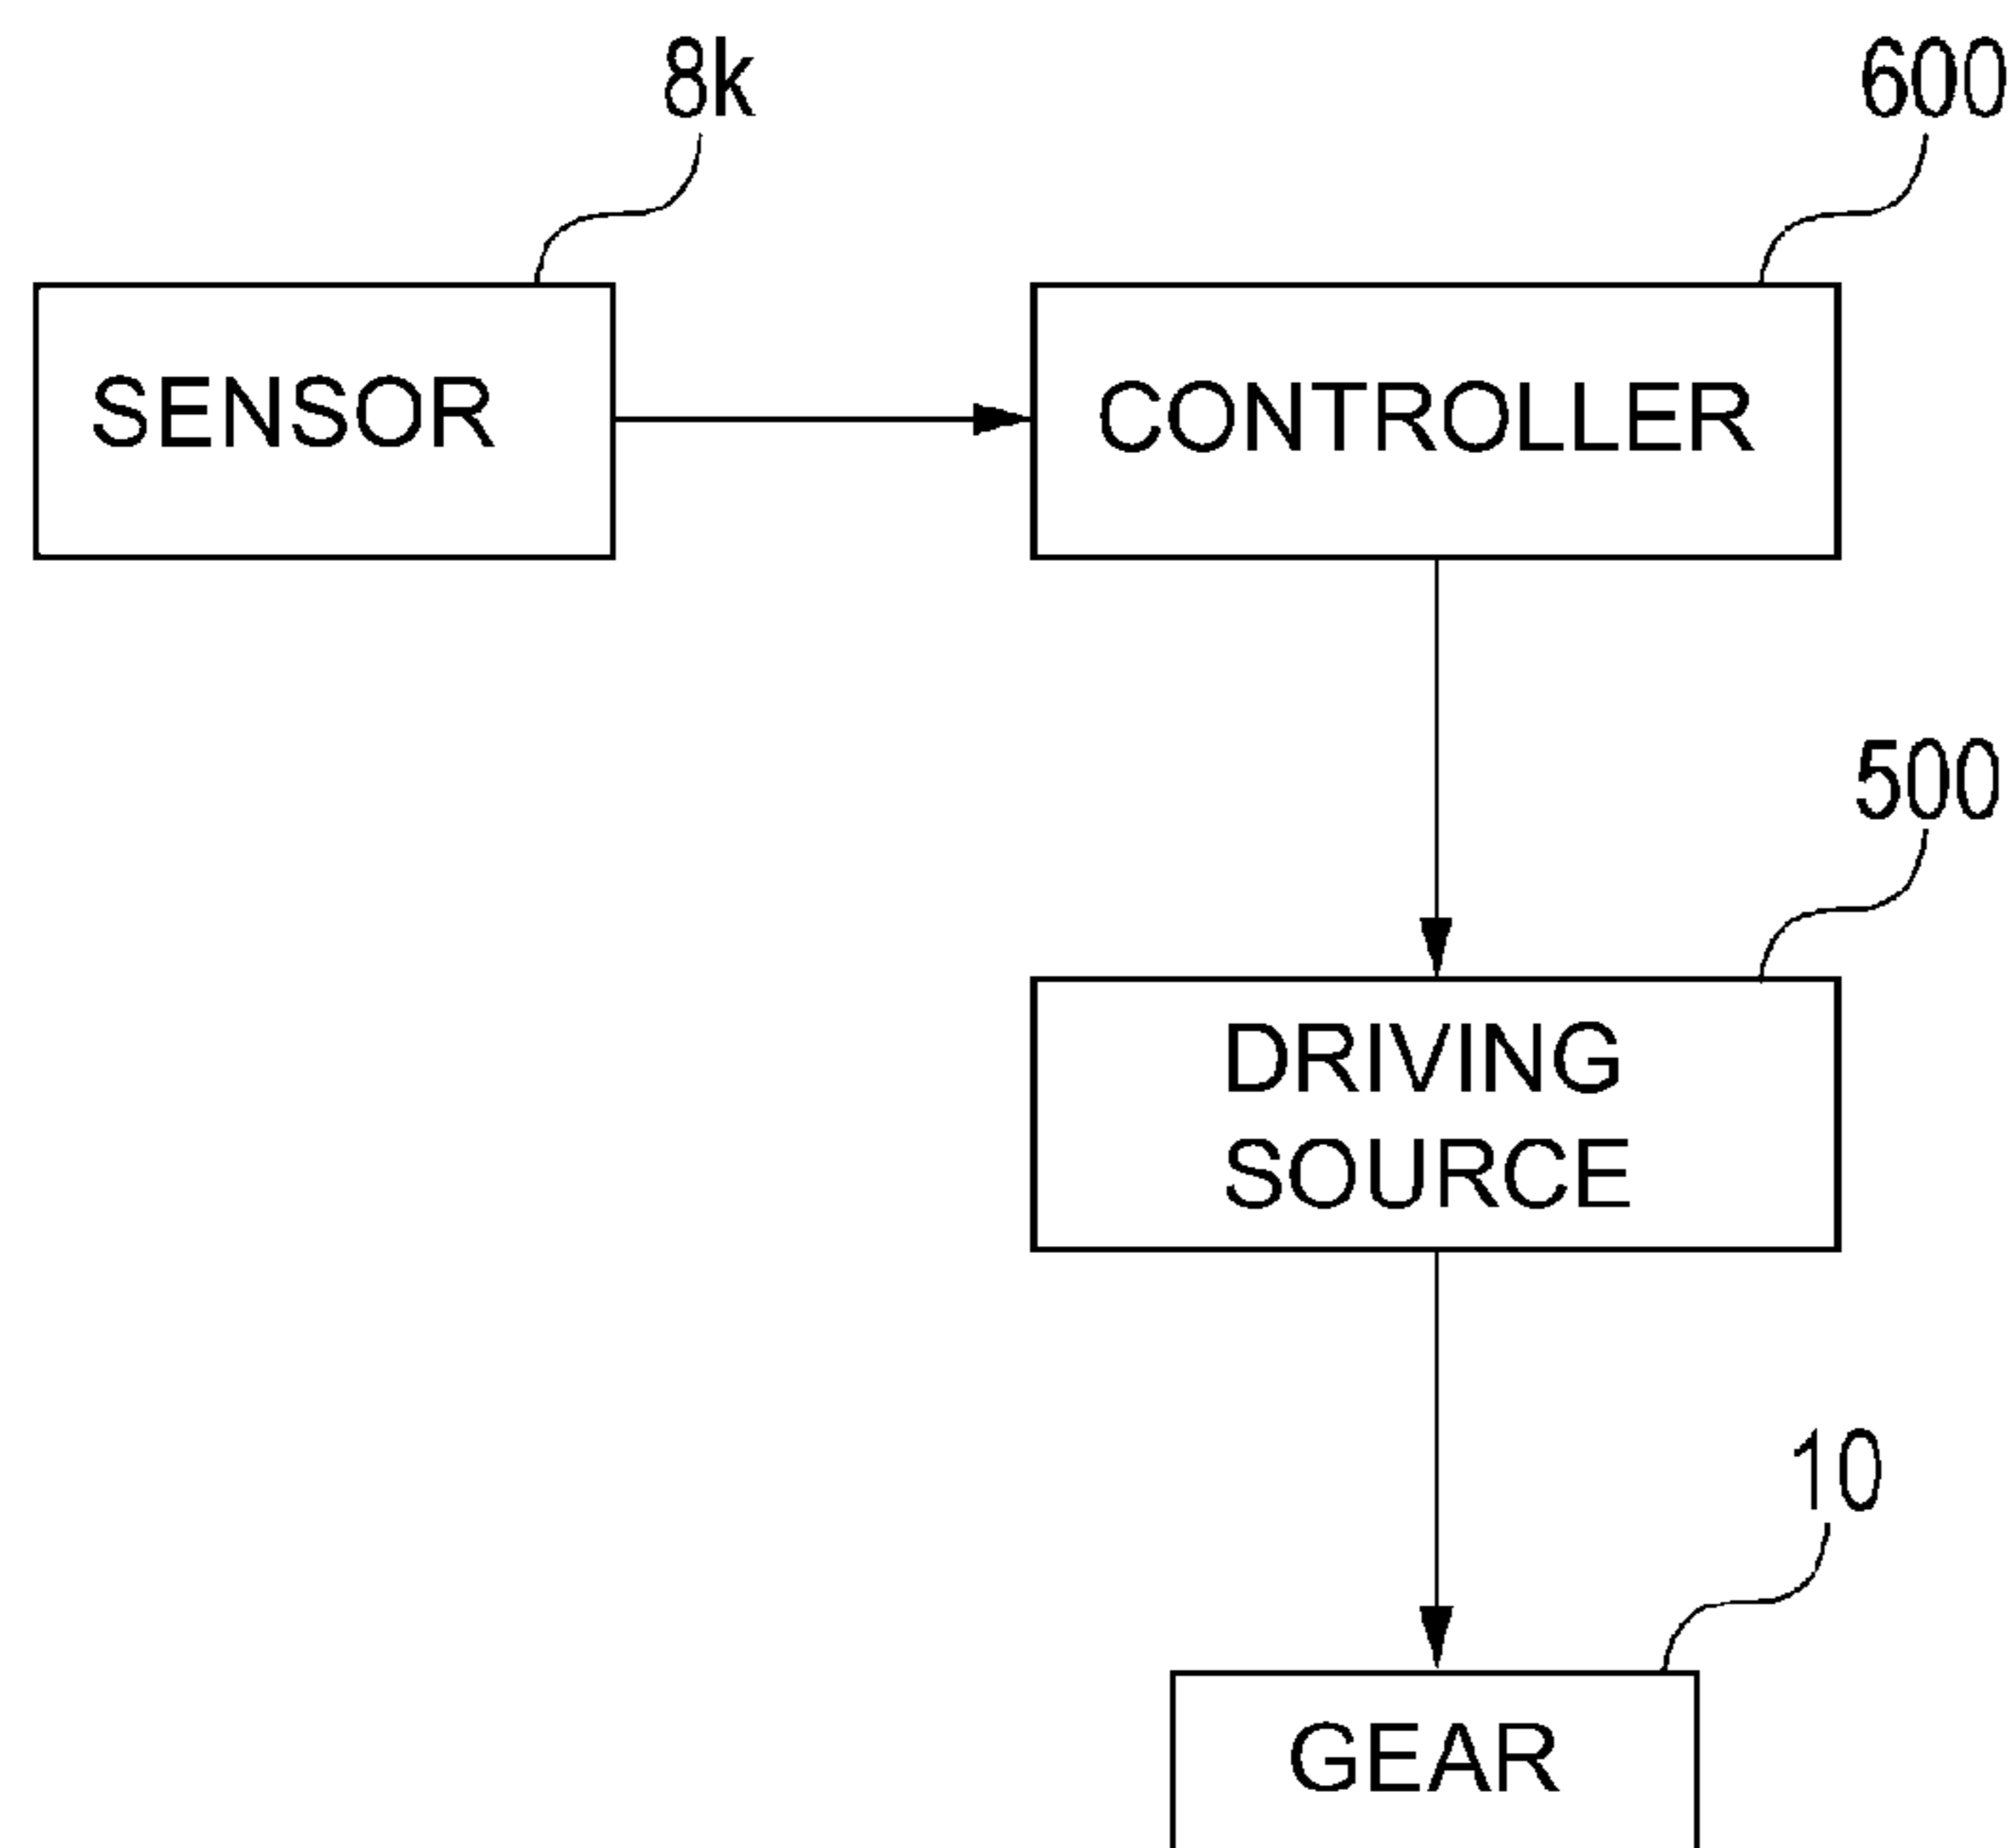 8k
600
SENSOR
CONTROLLER
500
DRIVING
SOURCE
10
GEAR